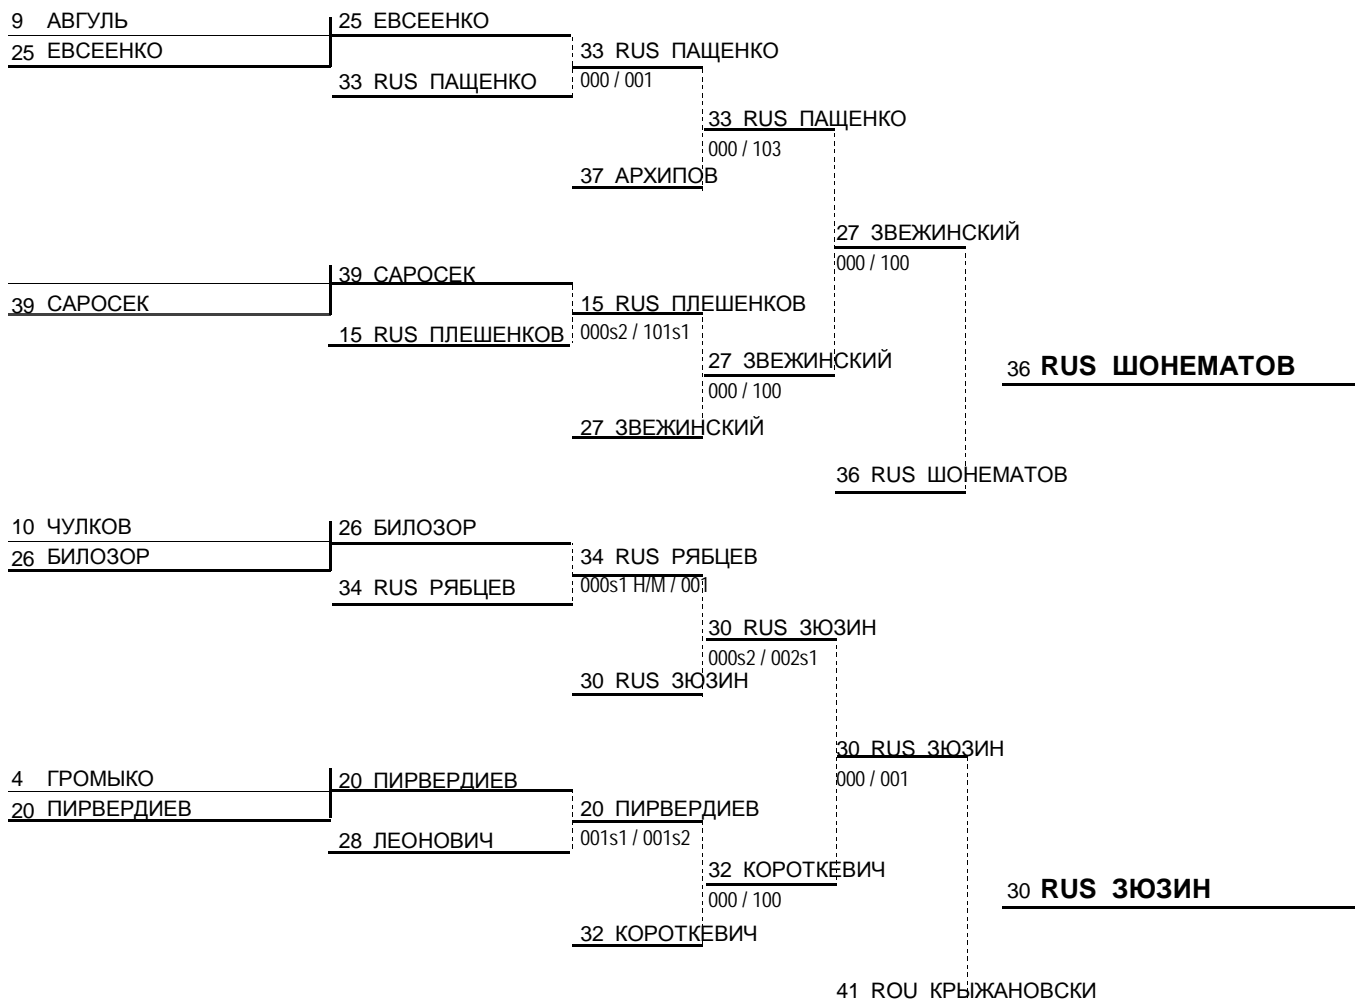 9 АВГУЛЬ
25 ЕВСЕЕНКО
25 ЕВСЕЕНКО
33 RUS ПАЩЕНКО
33 RUS ПАЩЕНКО
000 / 001
33 RUS ПАЩЕНКО
000 / 103
37 АРХИПОВ
27 ЗВЕЖИНСКИЙ
000 / 100
39 САРОСЕК
39 САРОСЕК
15 RUS ПЛЕШЕНКОВ
15 RUS ПЛЕШЕНКОВ
000s2 / 101s1
27 ЗВЕЖИНСКИЙ
000 / 100
36 RUS ШОНЕМАТОВ
27 ЗВЕЖИНСКИЙ
36 RUS ШОНЕМАТОВ
10 ЧУЛКОВ
26 БИЛОЗОР
26 БИЛОЗОР
34 RUS РЯБЦЕВ
34 RUS РЯБЦЕВ
000s1 H/M / 001
30 RUS ЗЮЗИН
000s2 / 002s1
30 RUS ЗЮЗИН
30 RUS ЗЮЗИН
000 / 001
4 ГРОМЫКО
20 ПИРВЕРДИЕВ
20 ПИРВЕРДИЕВ
20 ПИРВЕРДИЕВ
001s1 / 001s2
28 ЛЕОНОВИЧ
32 КОРОТКЕВИЧ
000 / 100
30 RUS ЗЮЗИН
32 КОРОТКЕВИЧ
41 ROU КРЫЖАНОВСКИ